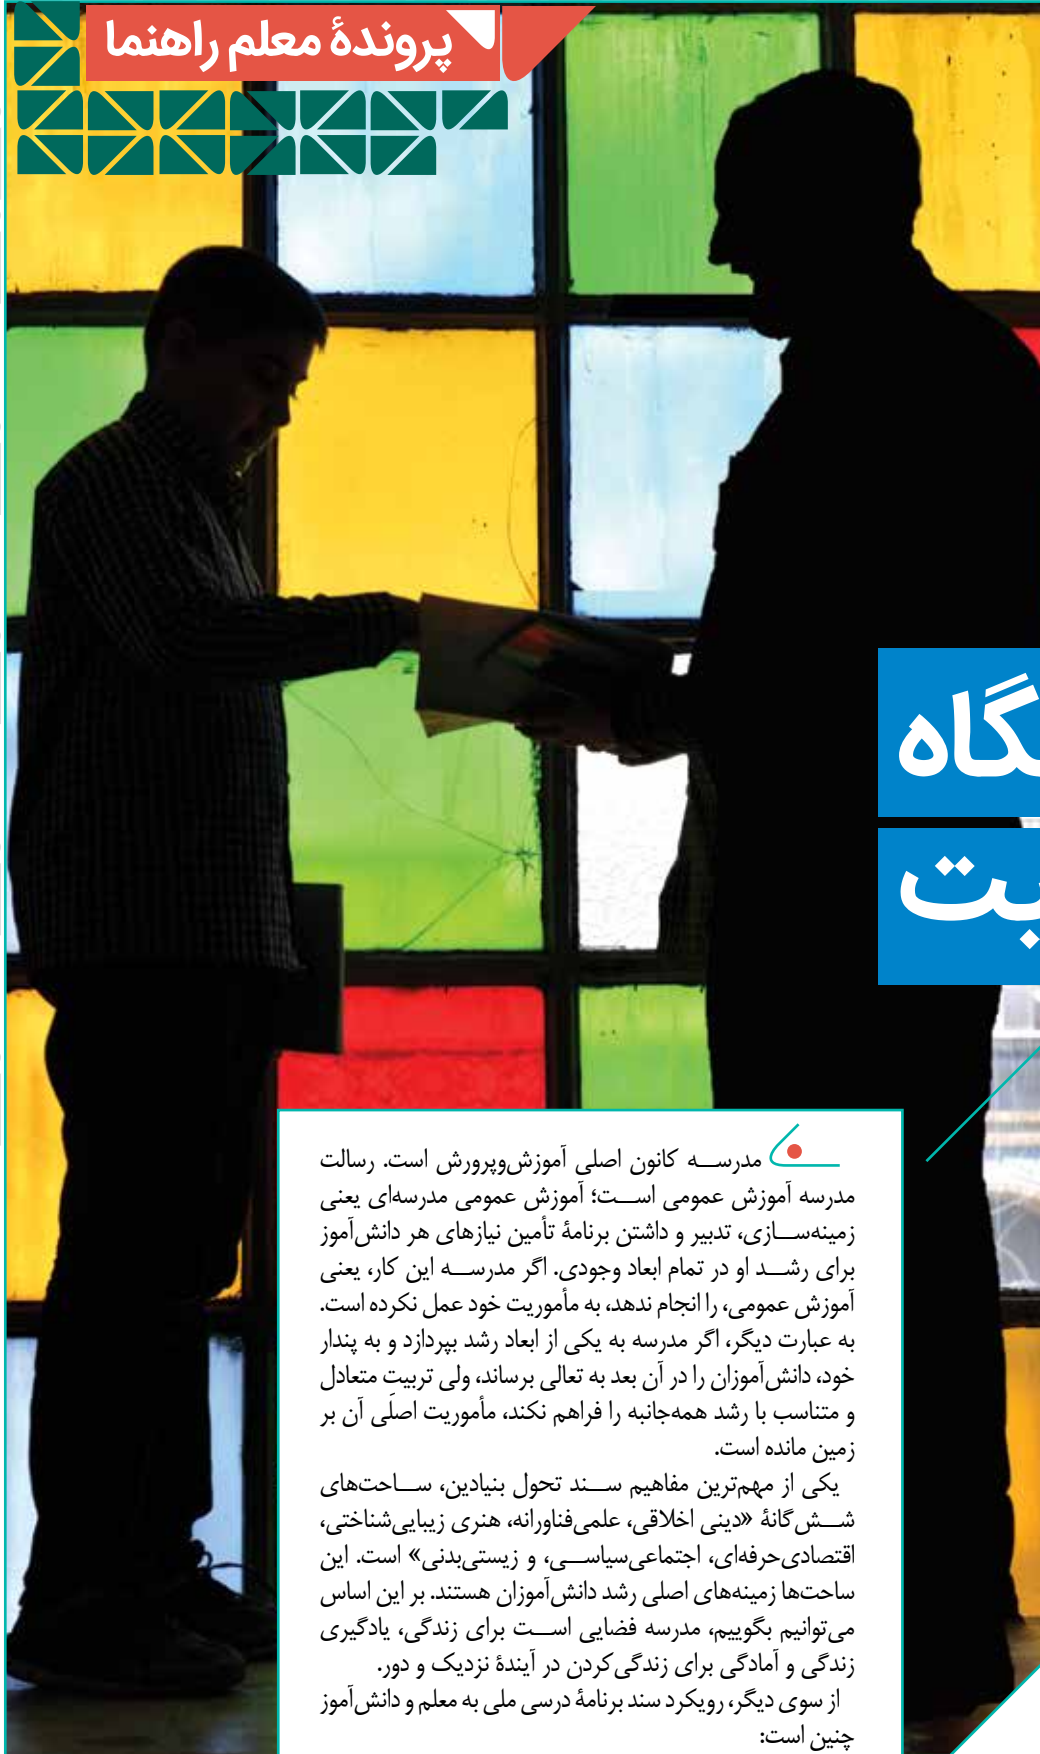 پروندهٔ معلم راهنما
مدرسه کانون اصلی آموزش‌وپرورش است. رسالت
مدرسه آموزش عمومی است؛ آموزش عمومی مدرسه‌ای یعنی
زمینه‌سازی، تدبیر و داشتن برنامهٔ تأمین نیازهای هر دانش‌آموز
برای رشد او در تمام ابعاد وجودی. اگر مدرسه این کار، یعنی
آموزش عمومی، را انجام ندهد، به مأموریت خود عمل نکرده است.
به عبارت دیگر، اگر مدرسه به یکی از ابعاد رشد بپردازد و به پندار
خود، دانش‌آموزان را در آن بعد به تعالی برساند، ولی تربیتِ متعادل
و متناسب با رشد همه‌جانبه را فراهم نکند، مأموریت اصلی آن بر
زمین مانده است.
یکی از مهم‌ترین مفاهیم سند تحول بنیادین، ساحت‌های
شش‌گانهٔ «دینی اخلاقی، علمی‌فناورانه، هنری زیبایی‌شناختی،
اقتصادی‌حرفه‌ای، اجتماعی‌سیاسی، و زیستی‌بدنی» است. این
ساحت‌ها زمینه‌های اصلی رشد دانش‌آموزان هستند. بر این اساس
می‌توانیم بگوییم، مدرسه فضایی است برای زندگی، یادگیری
زندگی و آمادگی برای زندگی‌کردن در آیندهٔ نزدیک و دور.
از سوی دیگر، رویکرد سند برنامهٔ درسی ملی به معلم و دانش‌آموز
چنین است: